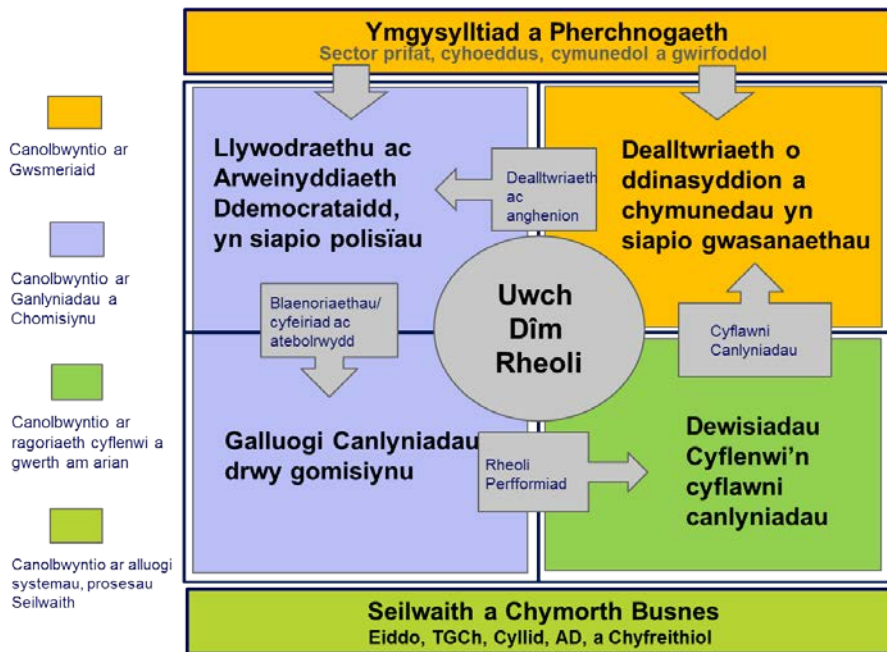 Ymgysylltiad a Pherchnogaeth
Sector prifat, cyhoeddus, cymunedol a gwirfoddol
Canolbwyntio ar
Gwsmeriaid
Canolbwyntio ar
Ganlyniadau a
Chomisiynu
Canolbwyntio ar
ragoriaeth cyflenwi a
gwerth am arian
Canolbwyntio ar alluogi
systemau, prosesau
Seilwaith
Llywodraethu ac
Arweinyddiaeth
Ddemocrataidd,
yn siapio polisïau
Dealltwriaeth
ac
anghenion
Dealltwriaeth o
ddinasyddion a
chymunedau yn
siapio gwasanaethau
Blaenoriaethau/
cyfeiriad ac
atebolrwydd
Uwch
Dîm
Rheoli
Cyflawni
Canlyniadau
Galluogi Canlyniadau
drwy gomisiynu
Rheoli
Perfformiad
Dewisiadau
Cyflenwi'n
cyflawni
canlyniadau
Seilwaith a Chymorth Busnes
Eiddo, TGCh, Cyllid, AD, a Chyfreithiol